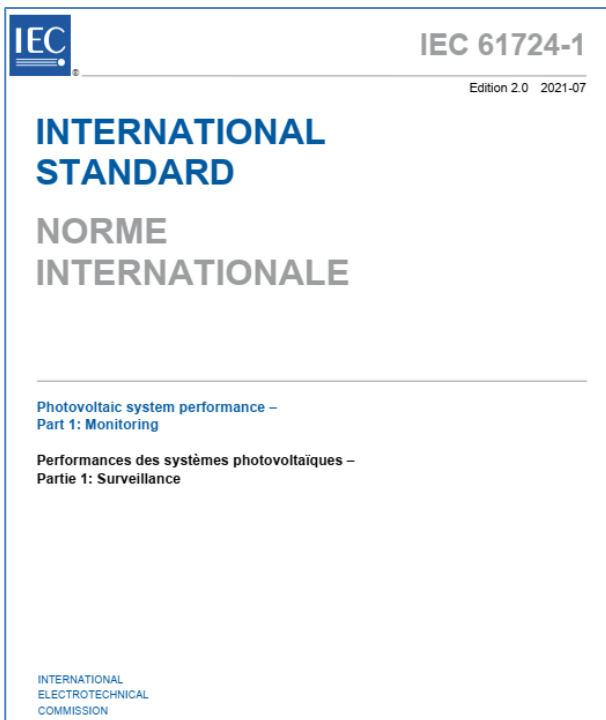 IEC
®
IEC 61724-1
Edition 2.0 2021-07
INTERNATIONAL
STANDARD
NORME
INTERNATIONALE
Photovoltaic system performance –
Part 1: Monitoring
Performances des systèmes photovoltaïques –
Partie 1: Surveillance
INTERNATIONAL
ELECTROTECHNICAL
COMMISSION